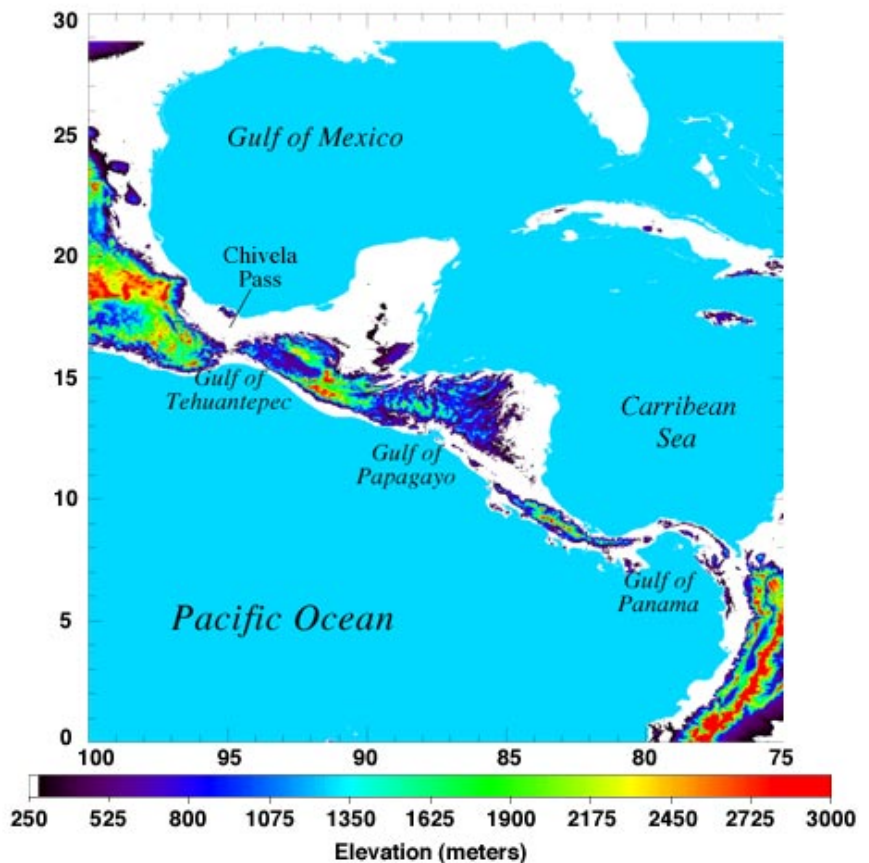 30
25
20
15
10
5
0
Gulf of Mexico
Chivela
Pass
Gulf of
Tehuantepec
Carribean
Sea
Gulf of
Papagayo
Gulf of
Panama
Pacific Ocean
100 95 90 85 80 75
250 525 800 1075 1350 1625 1900 2175 2450 2725 3000
Elevation (meters)